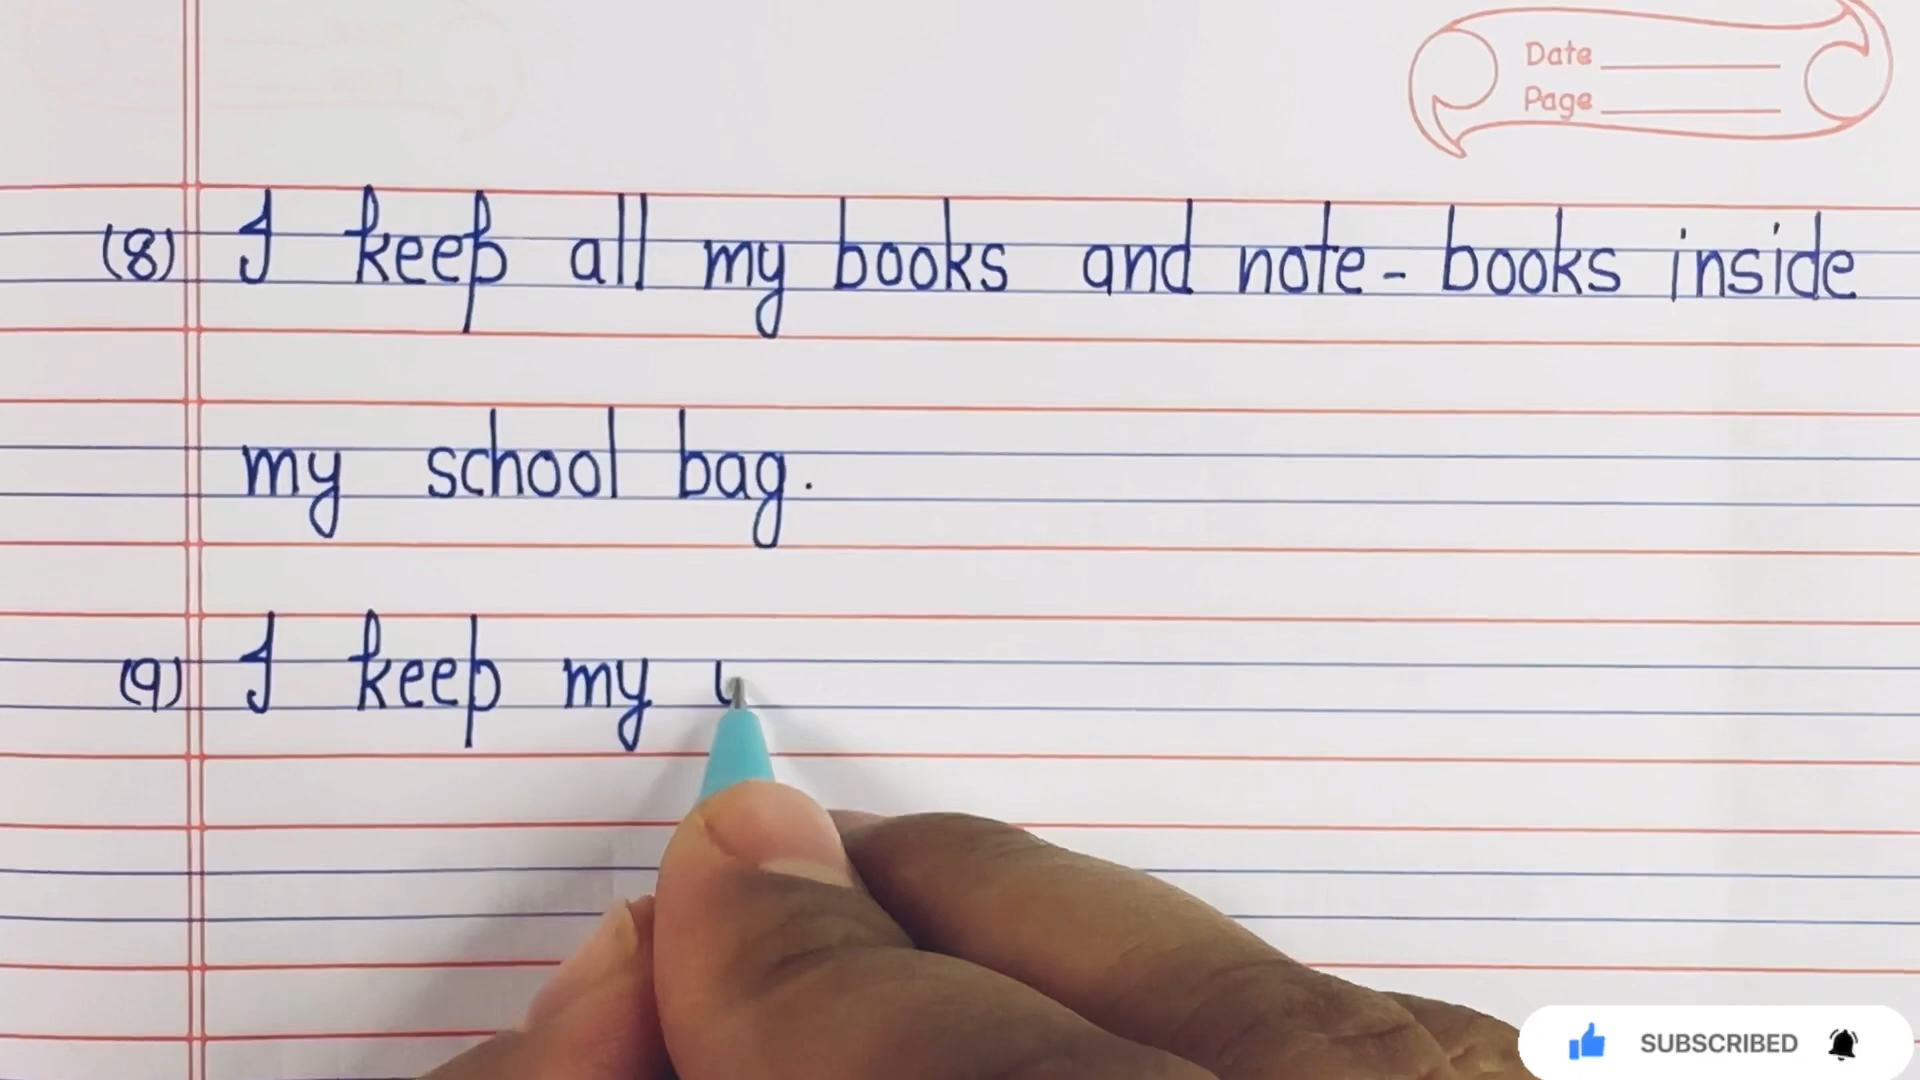 Date
Page
(8) I keep all my books and note-books inside
my school bag.
(9) I keep my
SUBSCRIBED